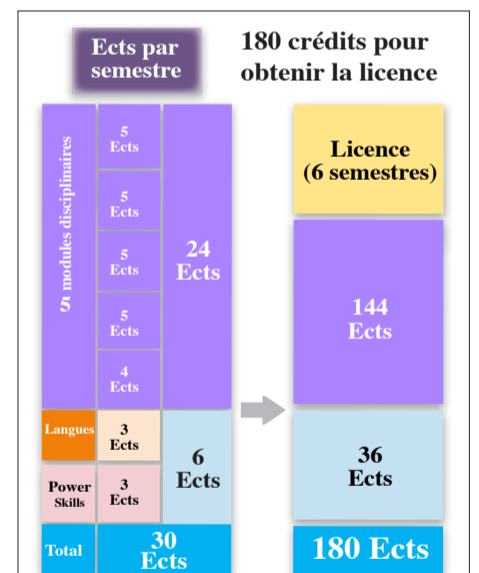 Ects par
semestre
180 crédits pour
obtenir la licence
5 modules disciplinaires
5
Ects
5
Ects
5
Ects
5
Ects
4
Ects
24
Ects
Langues
3
Ects
Power
Skills
3
Ects
6
Ects
Total
30
Ects
Licence
(6 semestres)
144
Ects
36
Ects
180 Ects